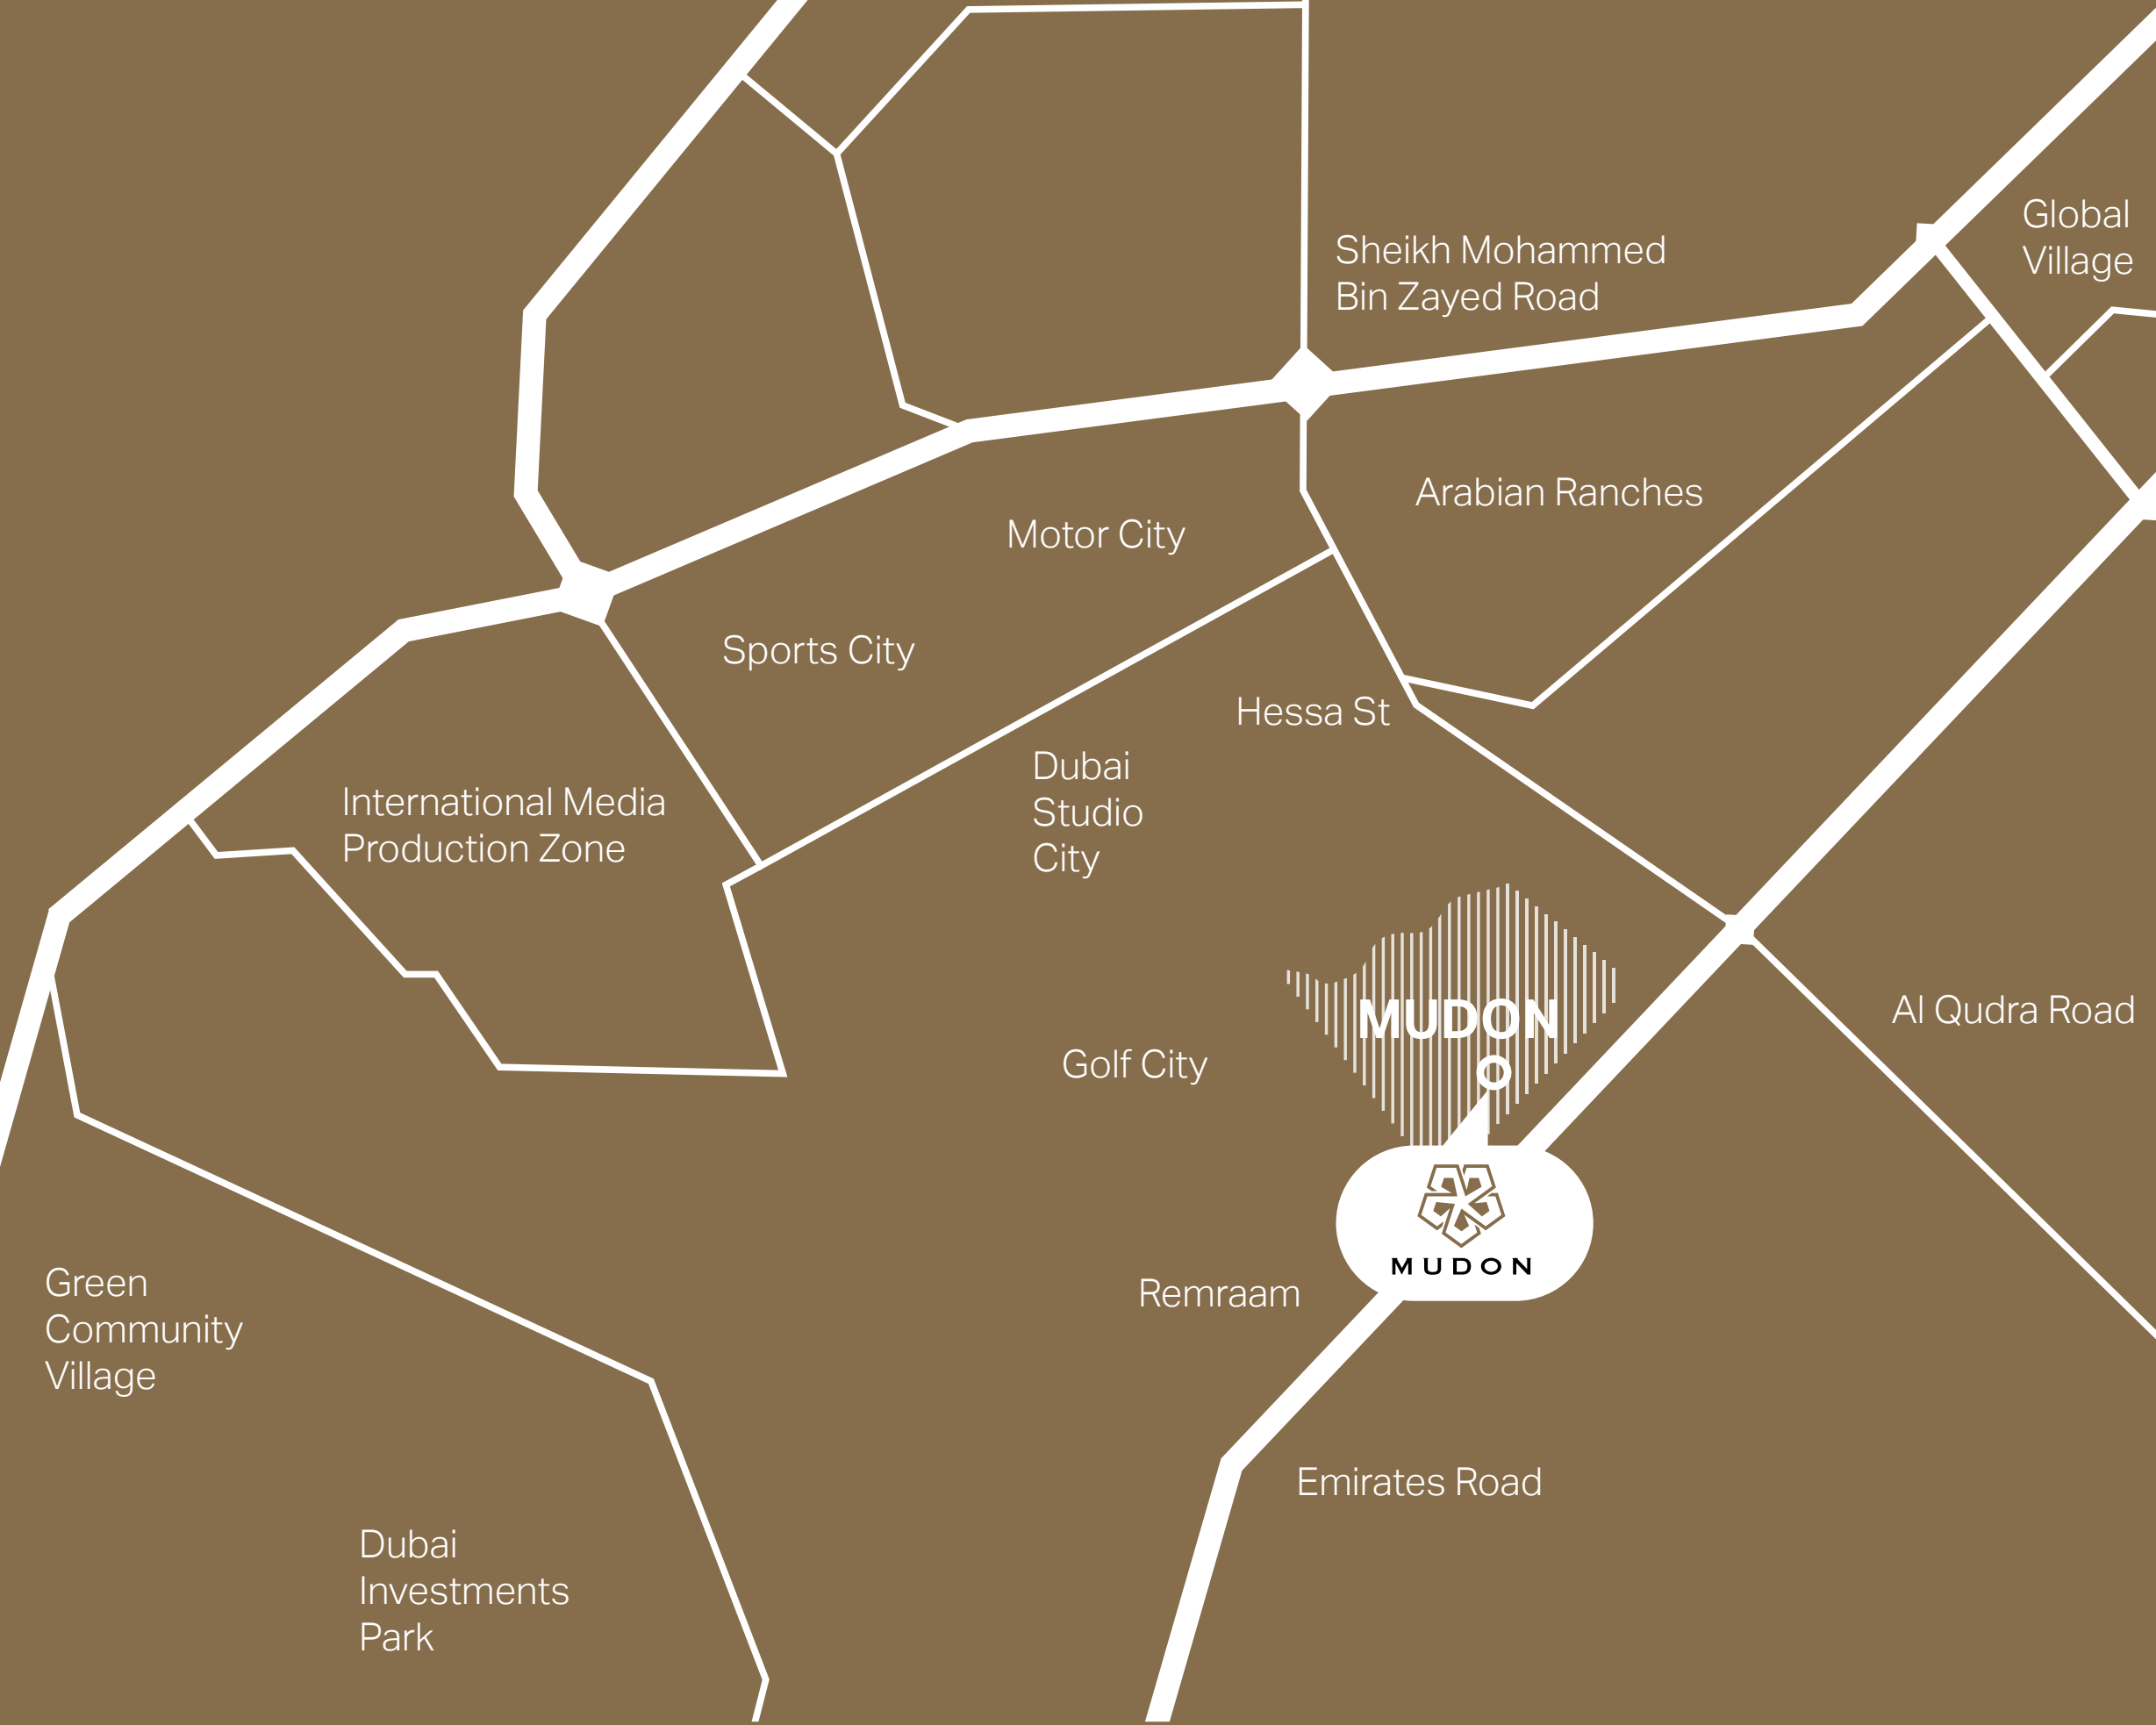 Global
Village
Sheikh Mohammed
Bin Zayed Road
Arabian Ranches
Motor City
Sports City
Hessa St
Dubai
Studio
City
International Media
Production Zone
MUDON
Al Qudra Road
Golf City
MUDON
Remraam
Green
Community
Village
Emirates Road
Dubai
Investments
Park